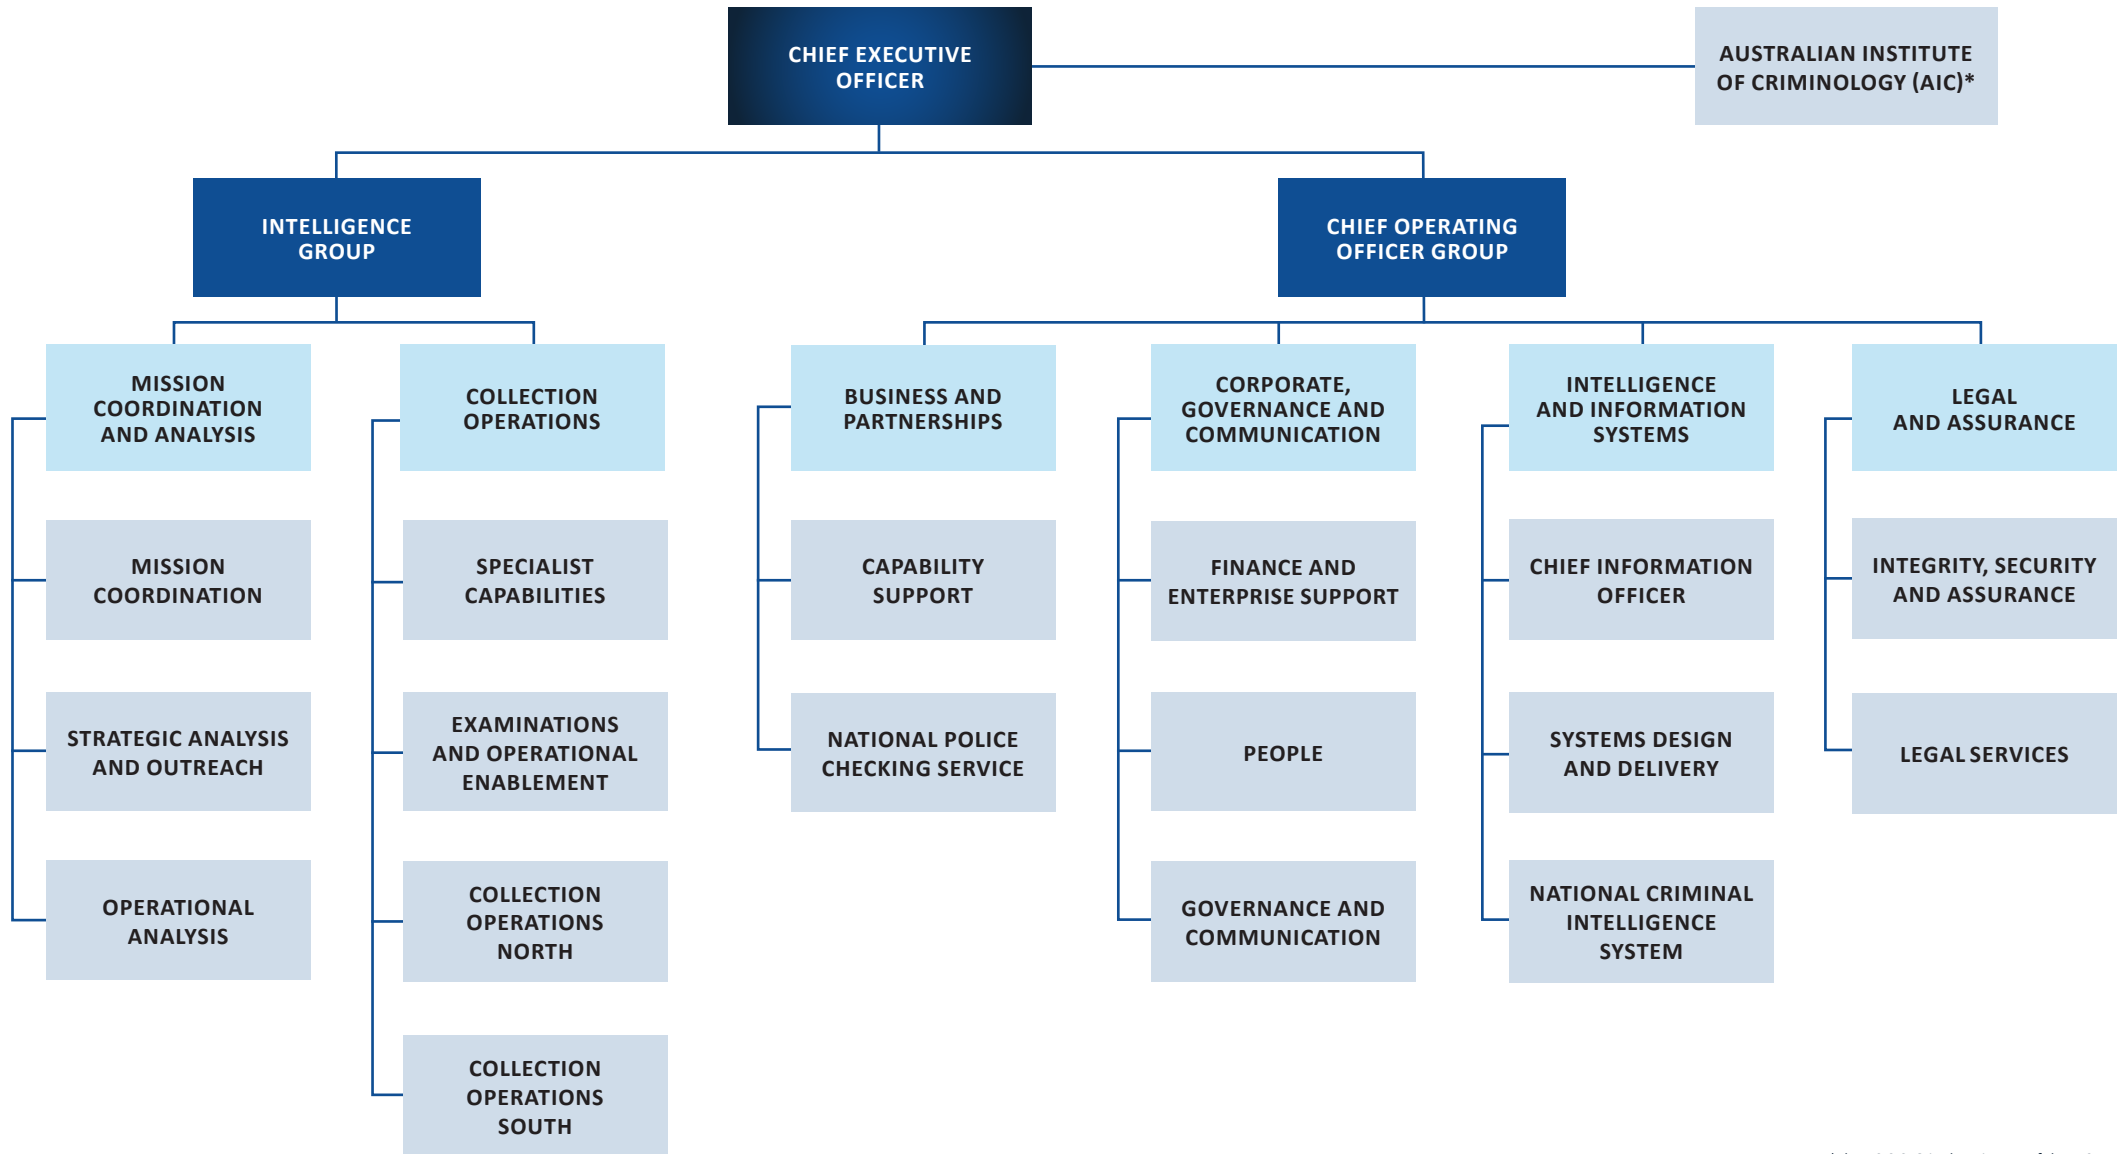 CHIEF EXECUTIVE
OFFICER
AUSTRALIAN INSTITUTE
OF CRIMINOLOGY (AIC)*
INTELLIGENCE
GROUP
CHIEF OPERATING
OFFICER GROUP
MISSION
COORDINATION
AND ANALYSIS
COLLECTION
OPERATIONS
BUSINESS AND
PARTNERSHIPS
CORPORATE,
GOVERNANCE AND
COMMUNICATION
INTELLIGENCE
AND INFORMATION
SYSTEMS
LEGAL
AND ASSURANCE
MISSION
COORDINATION
SPECIALIST
CAPABILITIES
CAPABILITY
SUPPORT
FINANCE AND
ENTERPRISE SUPPORT
CHIEF INFORMATION
OFFICER
INTEGRITY, SECURITY
AND ASSURANCE
STRATEGIC ANALYSIS
AND OUTREACH
EXAMINATIONS
AND OPERATIONAL
ENABLEMENT
NATIONAL POLICE
CHECKING SERVICE
PEOPLE
SYSTEMS DESIGN
AND DELIVERY
LEGAL SERVICES
OPERATIONAL
ANALYSIS
COLLECTION
OPERATIONS
NORTH
GOVERNANCE AND
COMMUNICATION
NATIONAL CRIMINAL
INTELLIGENCE
SYSTEM
COLLECTION
OPERATIONS
SOUTH